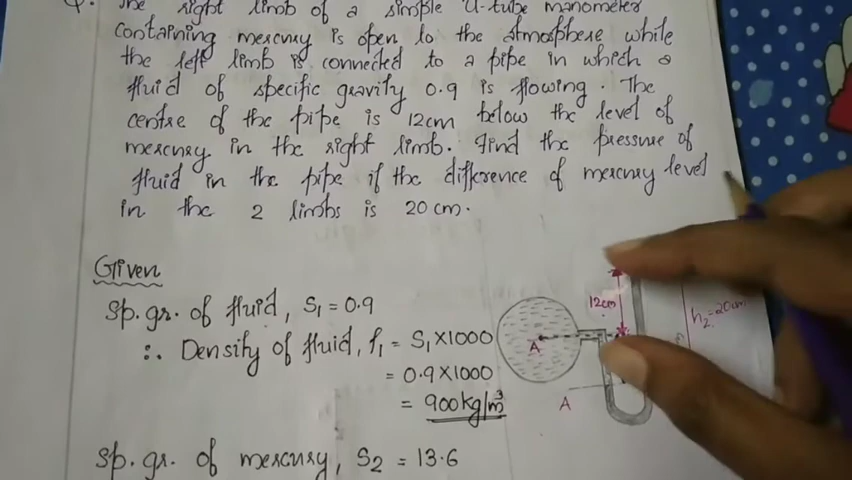 Q. The right limb of a simple U-tube manometer
containing mercury is open to the atmosphere while
the left limb is connected to a pipe in which a
fluid of specific gravity 0.9 is flowing. The
centre of the pipe is 12cm below the level of
mercury in the right limb. Find the pressure of
fluid in the pipe if the difference of mercury level
in the 2 limbs is 20 cm.
Given
Sp. gr. of fluid, S1 = 0.9
∴ Density of fluid, ρ1 = S1 × 1000
= 0.9 × 1000
= 900 kg/m³
Sp. gr. of mercury, S2 = 13.6
12cm
h2=20cm
A
A